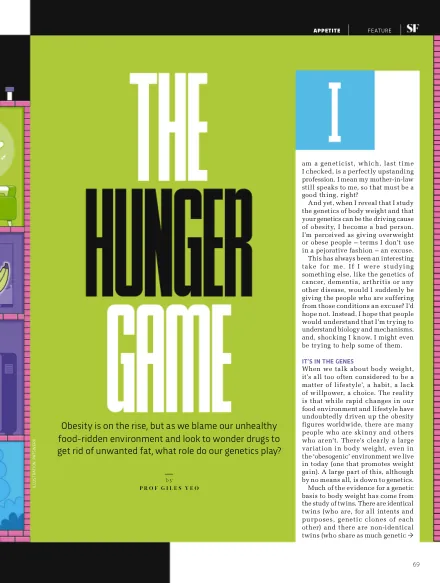 APPETITE
FEATURE
SF
THE
HUNGER
GAME
Obesity is on the rise, but as we blame our unhealthy
food-ridden environment and look to wonder drugs to
get rid of unwanted fat, what role do our genetics play?
by
PROF GILES YEO
I
am a geneticist, which, last time
I checked, is a perfectly upstanding
profession. I mean my mother-in-law
still speaks to me, so that must be a
good thing, right?
And yet, when I reveal that I study
the genetics of body weight and that
your genetics can be the driving cause
of obesity, I become a bad person.
I'm perceived as giving overweight
or obese people – terms I don't use
in a pejorative fashion – an excuse.
This has always been an interesting
take for me. If I were studying
something else, like the genetics of
cancer, dementia, arthritis or any
other disease, would I suddenly be
giving the people who are suffering
from those conditions an excuse? I'd
hope not. Instead, I hope that people
would understand that I'm trying to
understand biology and mechanisms,
and, shocking I know, I might even
be trying to help some of them.
IT'S IN THE GENES
When we talk about body weight,
it's all too often considered to be a
matter of lifestyle', a habit, a lack
of willpower, a choice. The reality
is that while rapid changes in our
food environment and lifestyle have
undoubtedly driven up the obesity
figures worldwide, there are many
people who are skinny and others
who aren't. There's clearly a large
variation in body weight, even in
the 'obesogenic' environment we live
in today (one that promotes weight
gain). A large part of this, although
by no means all, is down to genetics.
Much of the evidence for a genetic
basis to body weight has come from
the study of twins. There are identical
twins (who are, for all intents and
purposes, genetic clones of each
other) and there are non-identical
twins (who share as much genetic →
69